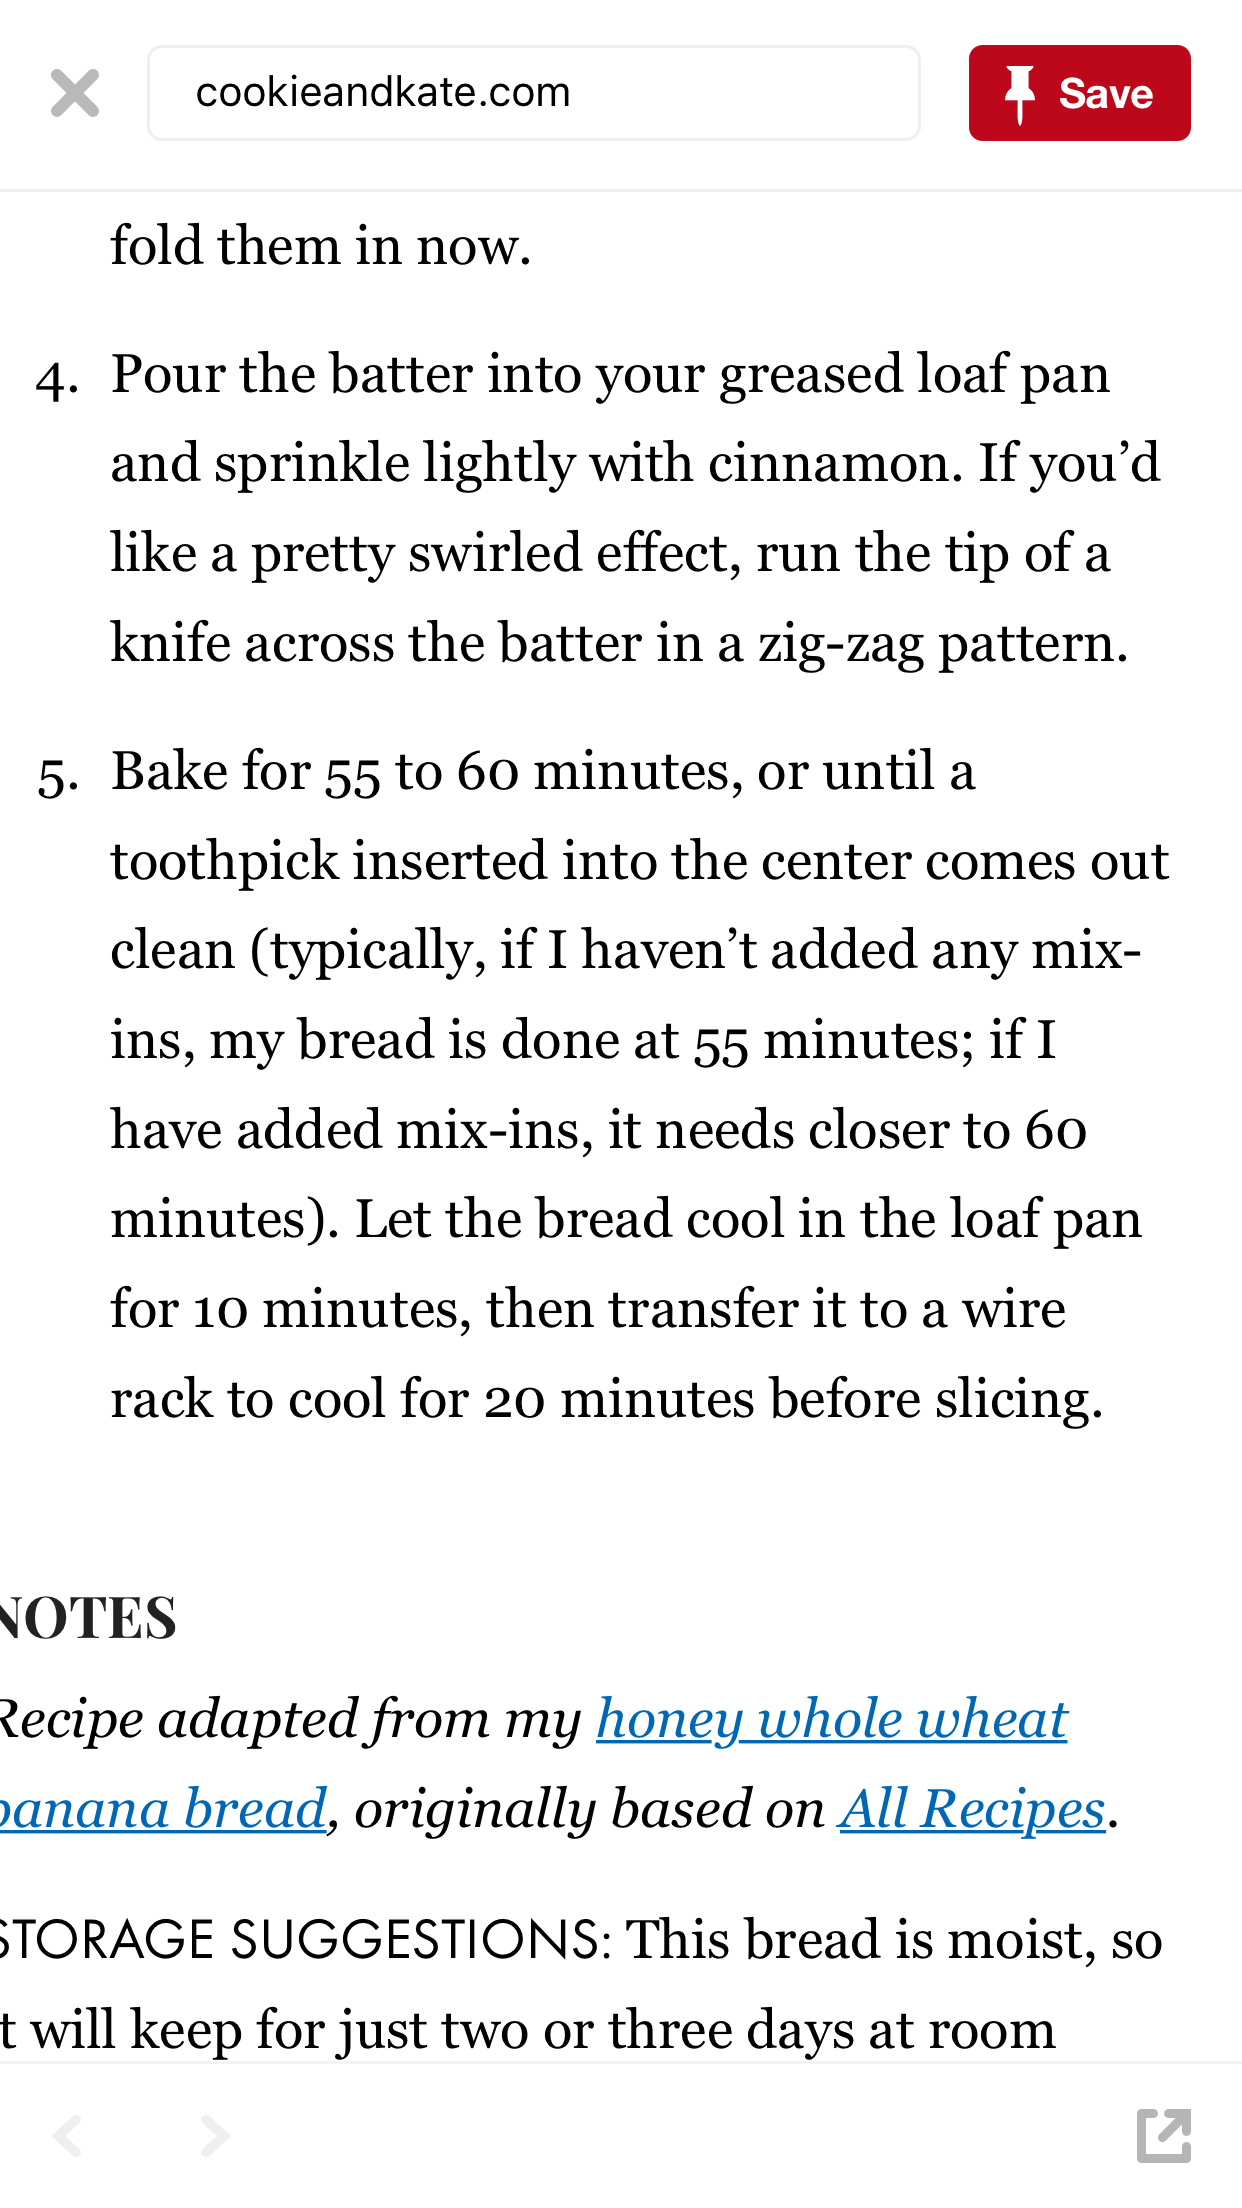 cookieandkate.com
Save
fold them in now.
4. Pour the batter into your greased loaf pan
and sprinkle lightly with cinnamon. If you’d
like a pretty swirled effect, run the tip of a
knife across the batter in a zig-zag pattern.
5. Bake for 55 to 60 minutes, or until a
toothpick inserted into the center comes out
clean (typically, if I haven’t added any mix-
ins, my bread is done at 55 minutes; if I
have added mix-ins, it needs closer to 60
minutes). Let the bread cool in the loaf pan
for 10 minutes, then transfer it to a wire
rack to cool for 20 minutes before slicing.
NOTES
Recipe adapted from my honey whole wheat
banana bread, originally based on All Recipes.
STORAGE SUGGESTIONS: This bread is moist, so
t will keep for just two or three days at room